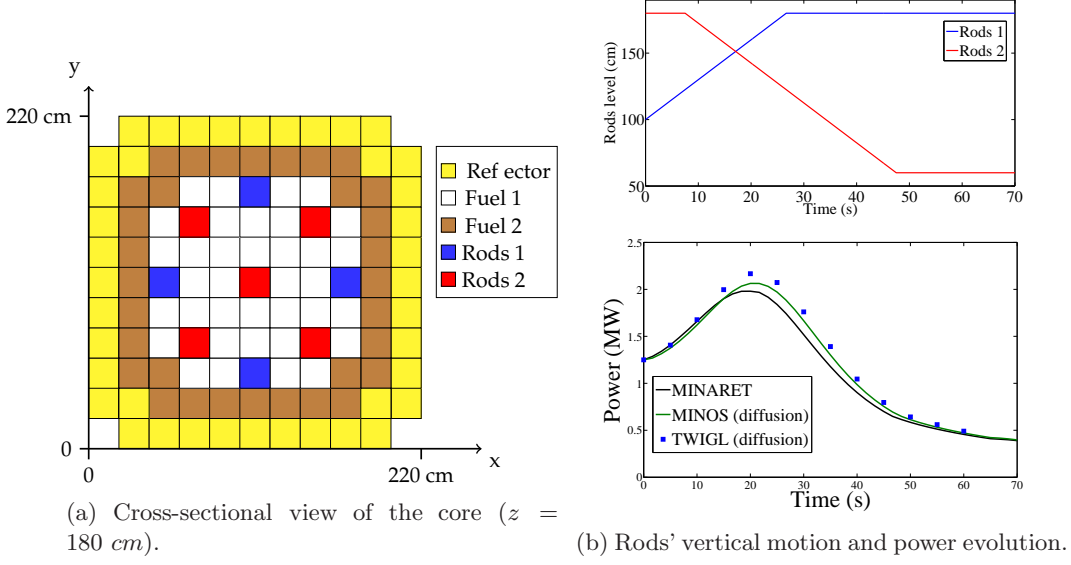 y
220 cm
0
0
220 cm
x
Ref ector
Fuel 1
Fuel 2
Rods 1
Rods 2
(a) Cross-sectional view of the core (z =
180 cm).
Rods level (cm)
150
100
50
0
10
20
30
40
50
60
70
Time (s)
Rods 1
Rods 2
Power (MW)
2.5
2
1.5
1
0.5
0
0
10
20
30
40
50
60
70
Time (s)
MINARET
MINOS (diffusion)
TWIGL (diffusion)
(b) Rods' vertical motion and power evolution.